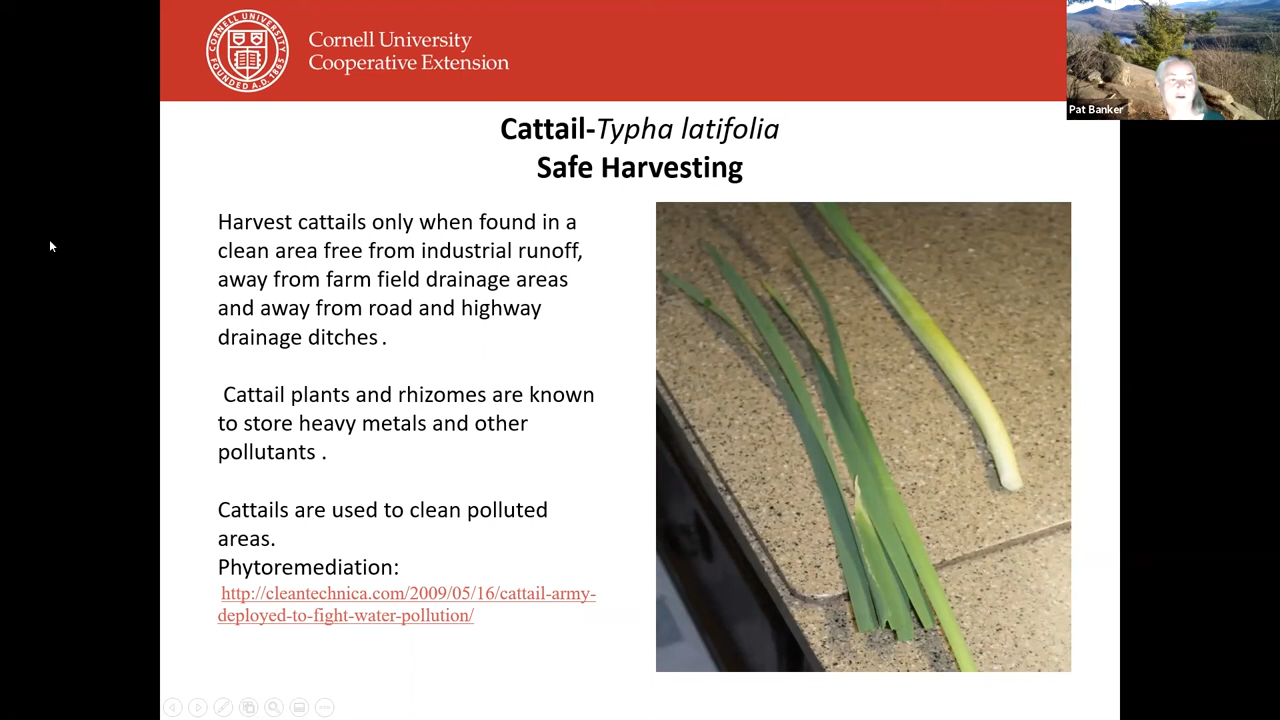 CORNELL UNIVERSITY
FOUNDED A.D. 1865
Cornell University
Cooperative Extension
Pat Banker
Cattail-Typha latifolia
Safe Harvesting
Harvest cattails only when found in a
clean area free from industrial runoff,
away from farm field drainage areas
and away from road and highway
drainage ditches .
Cattail plants and rhizomes are known
to store heavy metals and other
pollutants .
Cattails are used to clean polluted
areas.
Phytoremediation:
http://cleantechnica.com/2009/05/16/cattail-army-
deployed-to-fight-water-pollution/